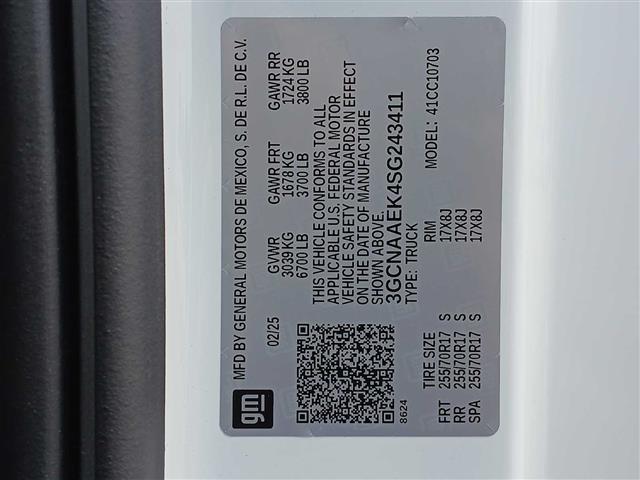 gm
MFD BY GENERAL MOTORS DE MEXICO, S. DE R.L. DE C.V.
02/25
GVWR GAWR FRT GAWR RR
3039 KG 1678 KG 1724 KG
6700 LB 3700 LB 3800 LB
THIS VEHICLE CONFORMS TO ALL
APPLICABLE U.S. FEDERAL MOTOR
VEHICLE SAFETY STANDARDS IN EFFECT
ON THE DATE OF MANUFACTURE
SHOWN ABOVE.
3GCNAAEK4SG243411
8624 TYPE: TRUCK MODEL: 41CC10703
TIRE SIZE RIM
FRT 255/70R17 S 17X8J
RR 255/70R17 S 17X8J
SPA 255/70R17 S 17X8J